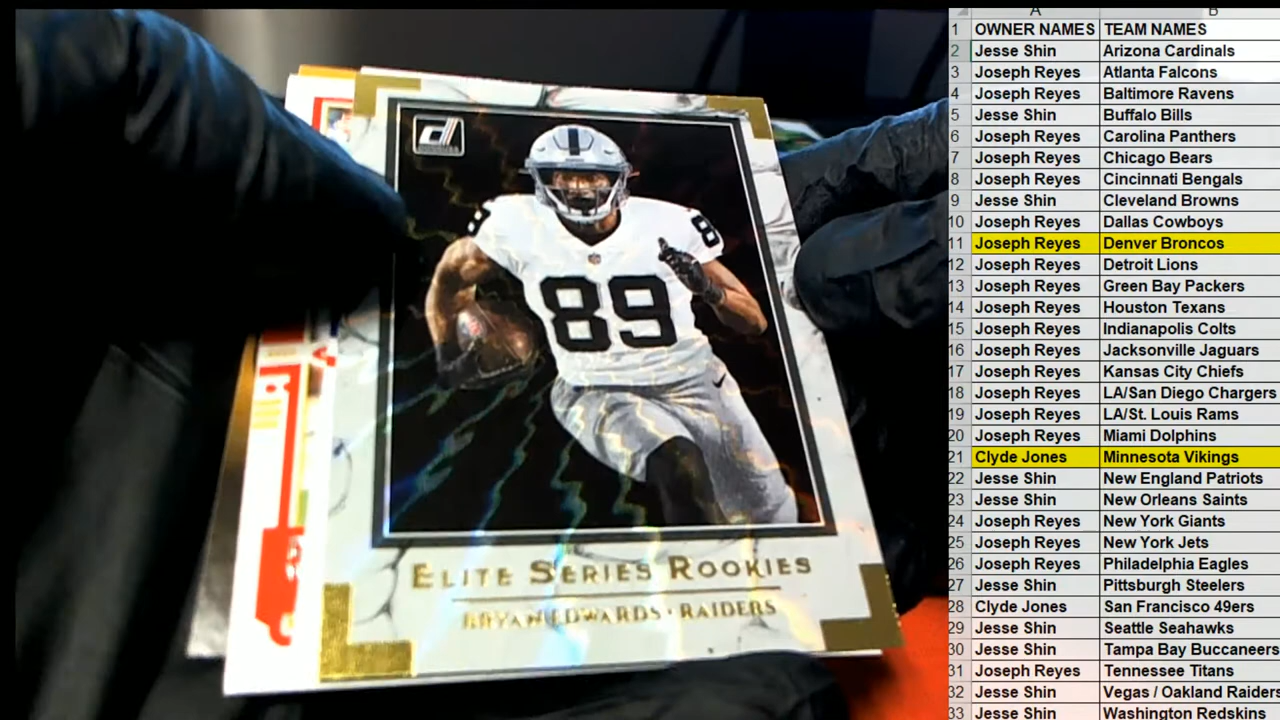 A B
1 OWNER NAMES TEAM NAMES
2 Jesse Shin Arizona Cardinals
3 Joseph Reyes Atlanta Falcons
4 Joseph Reyes Baltimore Ravens
5 Jesse Shin Buffalo Bills
6 Joseph Reyes Carolina Panthers
7 Joseph Reyes Chicago Bears
8 Joseph Reyes Cincinnati Bengals
9 Jesse Shin Cleveland Browns
10 Joseph Reyes Dallas Cowboys
11 Joseph Reyes Denver Broncos
12 Joseph Reyes Detroit Lions
13 Joseph Reyes Green Bay Packers
14 Joseph Reyes Houston Texans
15 Joseph Reyes Indianapolis Colts
16 Joseph Reyes Jacksonville Jaguars
17 Joseph Reyes Kansas City Chiefs
18 Joseph Reyes LA/San Diego Chargers
19 Joseph Reyes LA/St. Louis Rams
20 Joseph Reyes Miami Dolphins
21 Clyde Jones Minnesota Vikings
22 Jesse Shin New England Patriots
23 Jesse Shin New Orleans Saints
24 Joseph Reyes New York Giants
25 Joseph Reyes New York Jets
26 Joseph Reyes Philadelphia Eagles
27 Jesse Shin Pittsburgh Steelers
28 Clyde Jones San Francisco 49ers
29 Jesse Shin Seattle Seahawks
30 Jesse Shin Tampa Bay Buccaneers
31 Joseph Reyes Tennessee Titans
32 Jesse Shin Vegas / Oakland Raiders
33 Jesse Shin Washington Redskins
d
89
89
89
ELITE SERIES ROOKIES
BRYAN EDWARDS • RAIDERS